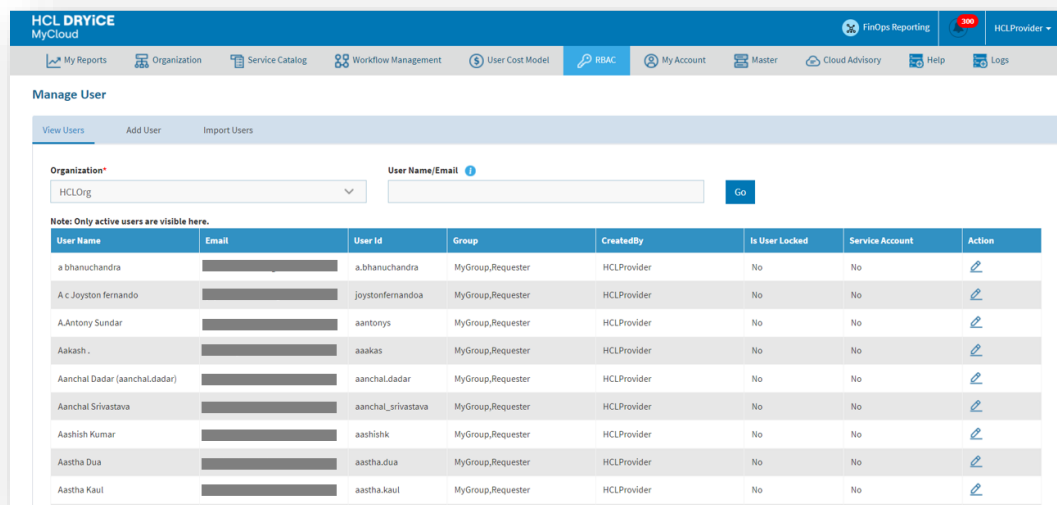 HCL DRYiCE
MyCloud
FinOps Reporting
300
HCLProvider
My Reports
Organization
Service Catalog
Workflow Management
User Cost Model
RBAC
My Account
Master
Cloud Advisory
Help
Logs
Manage User
View Users
Add User
Import Users
Organization*
User Name/Email
HCLOrg
Go
Note: Only active users are visible here.
User Name Email User Id Group CreatedBy Is User Locked Service Account Action
a bhanuchandra a.bhanuchandra MyGroup,Requester HCLProvider No No
A c Joyston fernando joystonfernandoa MyGroup,Requester HCLProvider No No
A.Antony Sundar aantonys MyGroup,Requester HCLProvider No No
Aakash . aaakas MyGroup,Requester HCLProvider No No
Aanchal Dadar (aanchal.dadar) aanchal.dadar MyGroup,Requester HCLProvider No No
Aanchal Srivastava aanchal_srivastava MyGroup,Requester HCLProvider No No
Aashish Kumar aashishk MyGroup,Requester HCLProvider No No
Aastha Dua aastha.dua MyGroup,Requester HCLProvider No No
Aastha Kaul aastha.kaul MyGroup,Requester HCLProvider No No